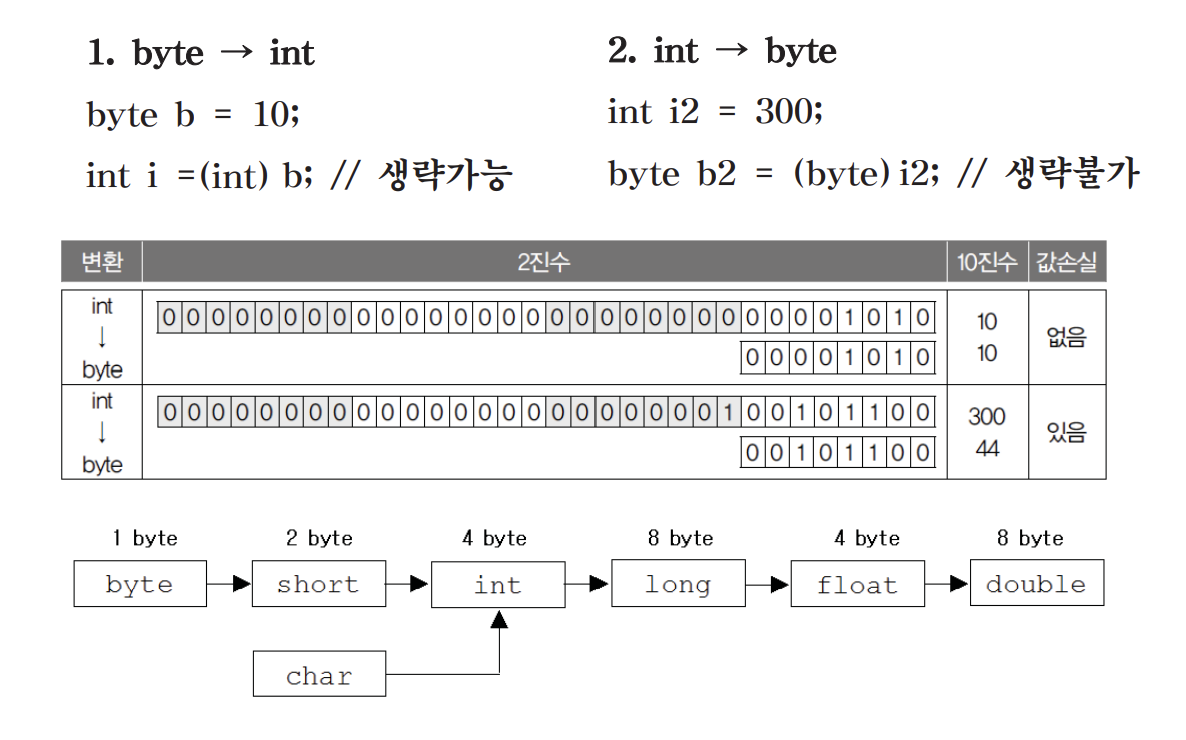 1. byte → int
byte b = 10;
int i =(int) b; // 생략가능
2. int → byte
int i2 = 300;
byte b2 = (byte) i2; // 생략불가
변환 2진수 10진수 값손실
int
↓
byte
0 0 0 0 0 0 0 0 0 0 0 0 0 0 0 0 0 0 0 0 0 0 0 0 0 0 0 0 1 0 1 0
0 0 0 0 1 0 1 0
10
10
없음
int
↓
byte
0 0 0 0 0 0 0 0 0 0 0 0 0 0 0 0 0 0 0 0 0 0 0 1 0 0 1 0 1 1 0 0
0 0 1 0 1 1 0 0
300
44
있음
1 byte 2 byte 4 byte 8 byte 4 byte 8 byte
byte short int long float double
char